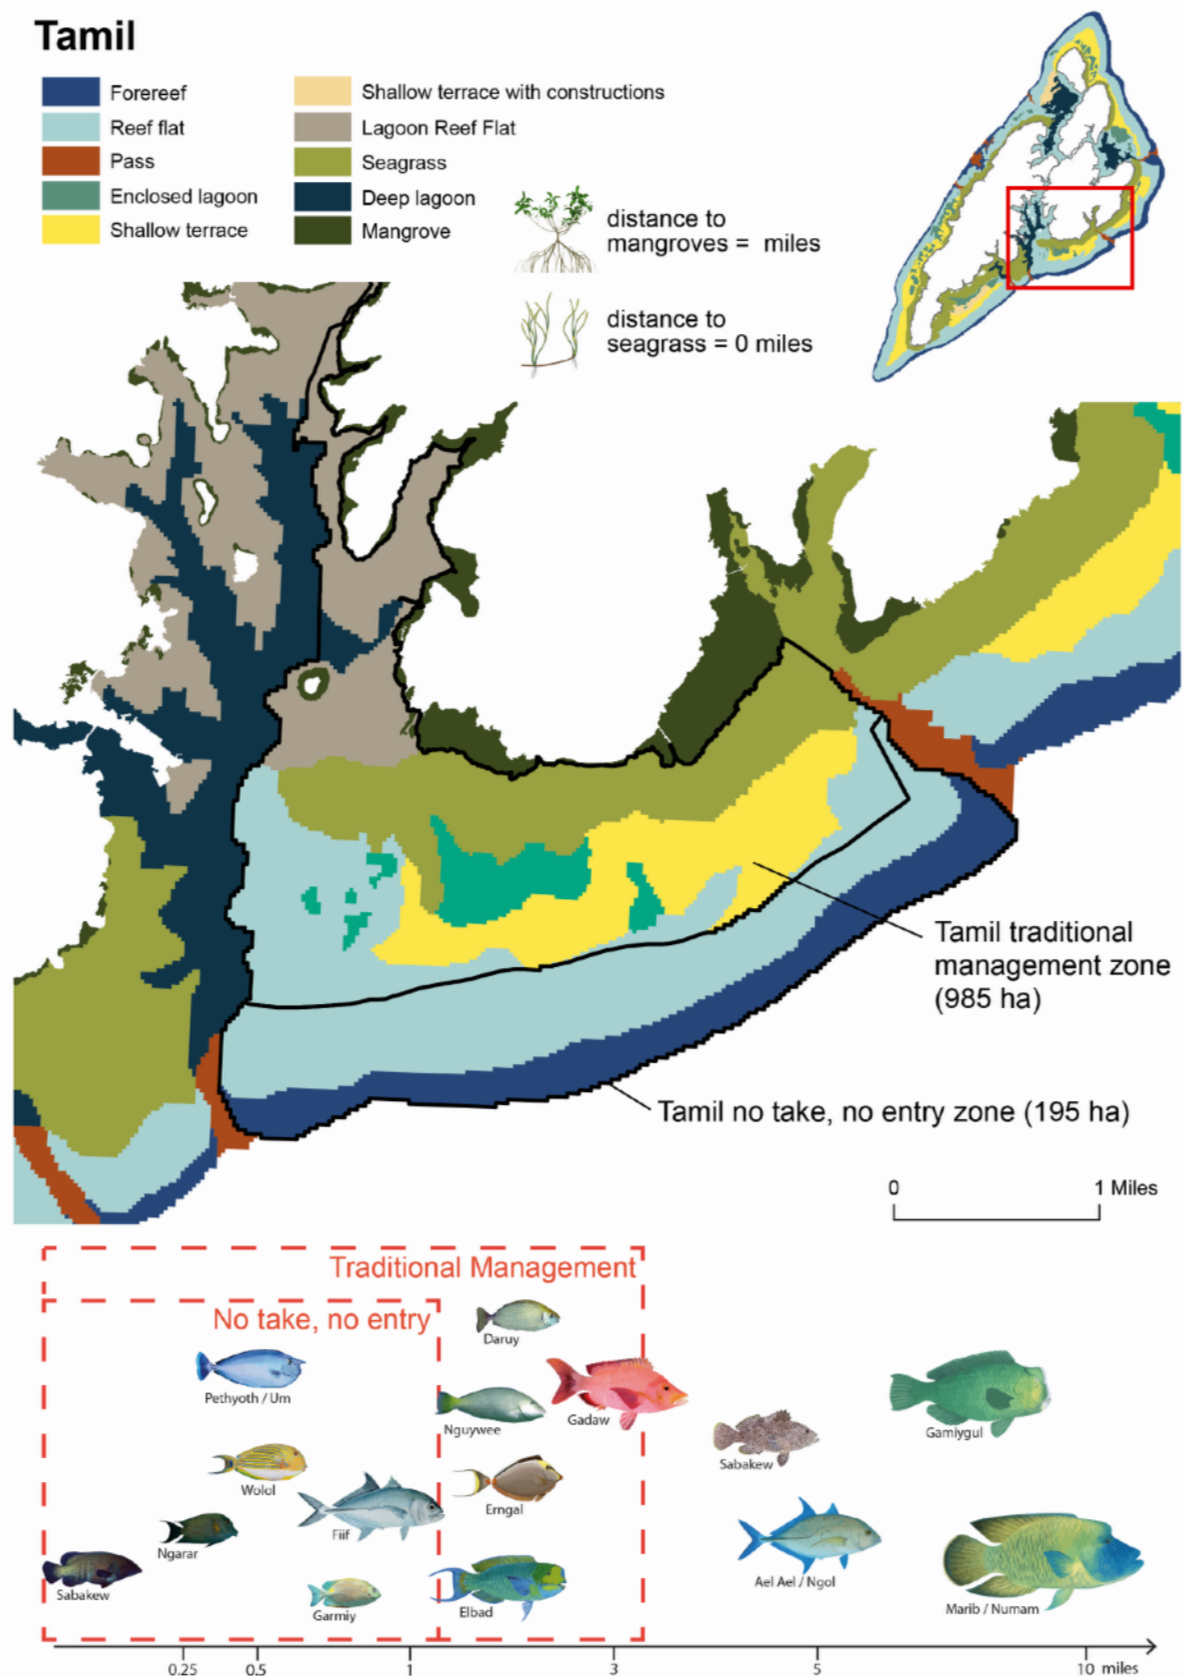 Tamil
Forereef
Reef flat
Pass
Enclosed lagoon
Shallow terrace
Shallow terrace with constructions
Lagoon Reef Flat
Seagrass
Deep lagoon
Mangrove
distance to
mangroves = miles
distance to
seagrass = 0 miles
Tamil traditional
management zone
(985 ha)
Tamil no take, no entry zone (195 ha)
0 1 Miles
Traditional Management
No take, no entry
Daruy
Pethyoth / Um
Nguywee
Gadaw
Gamiygul
Sabakew
Wolol
Erngal
Fiif
Ngarar
Ael Ael / Ngol
Sabakew
Garmiy
Elbad
Marib / Numam
0.25 0.5 1 3 5 10 miles